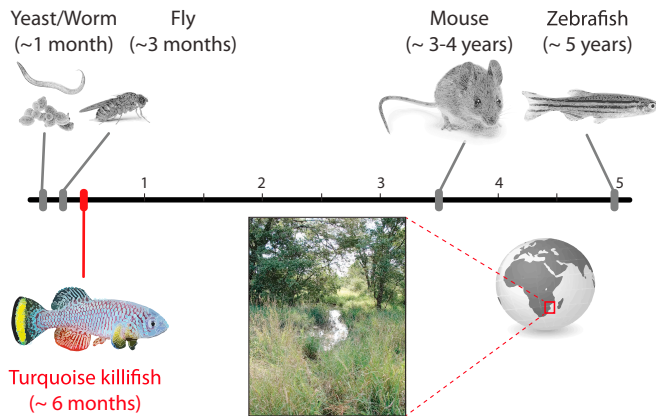 Yeast/Worm
(~1 month)
Fly
(~3 months)
Mouse
(~ 3-4 years)
Zebrafish
(~ 5 years)
1
2
3
4
5
Turquoise killifish
(~ 6 months)